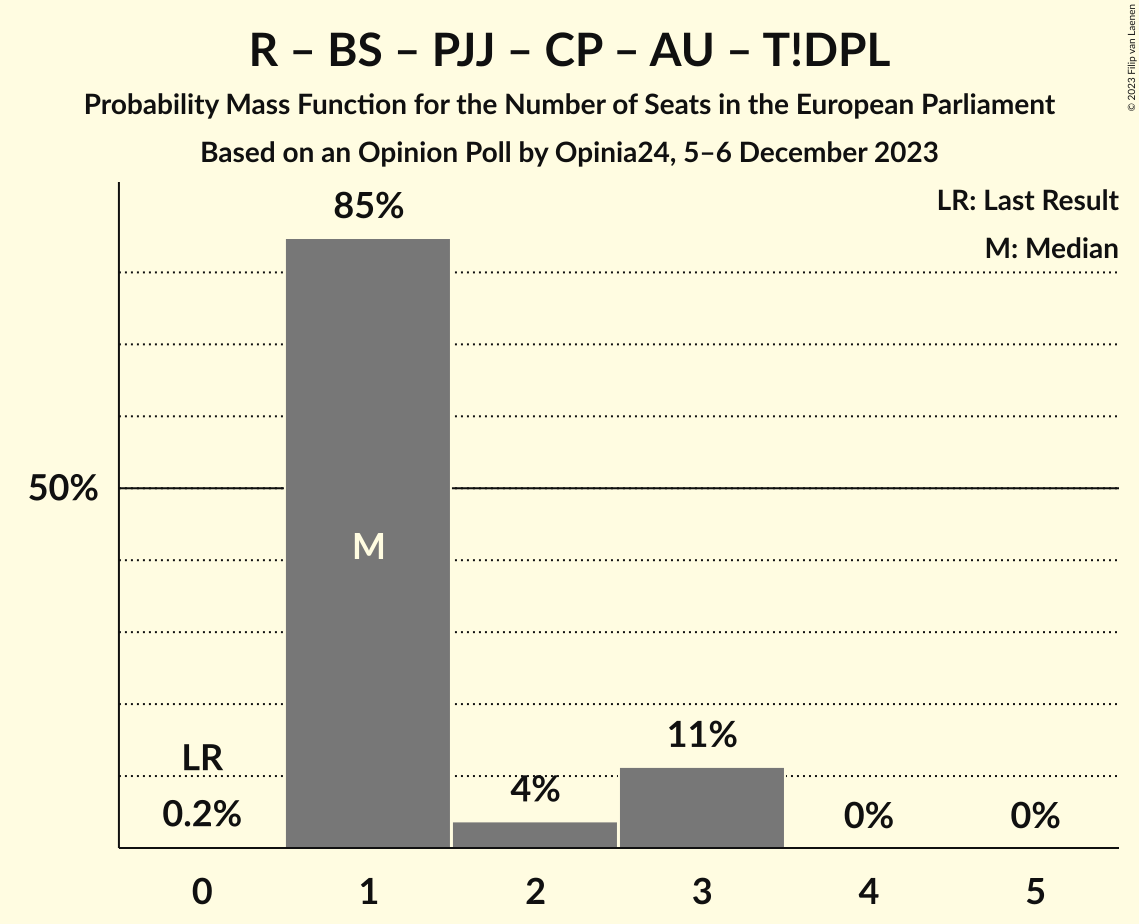 R – BS – PJJ – CP – AU – T!DPL
Probability Mass Function for the Number of Seats in the European Parliament
Based on an Opinion Poll by Opinia24, 5–6 December 2023
© 2023 Filip van Laenen
LR: Last Result
M: Median
85%
50%
M
LR
0.2%
4%
11%
0%
0%
0
1
2
3
4
5